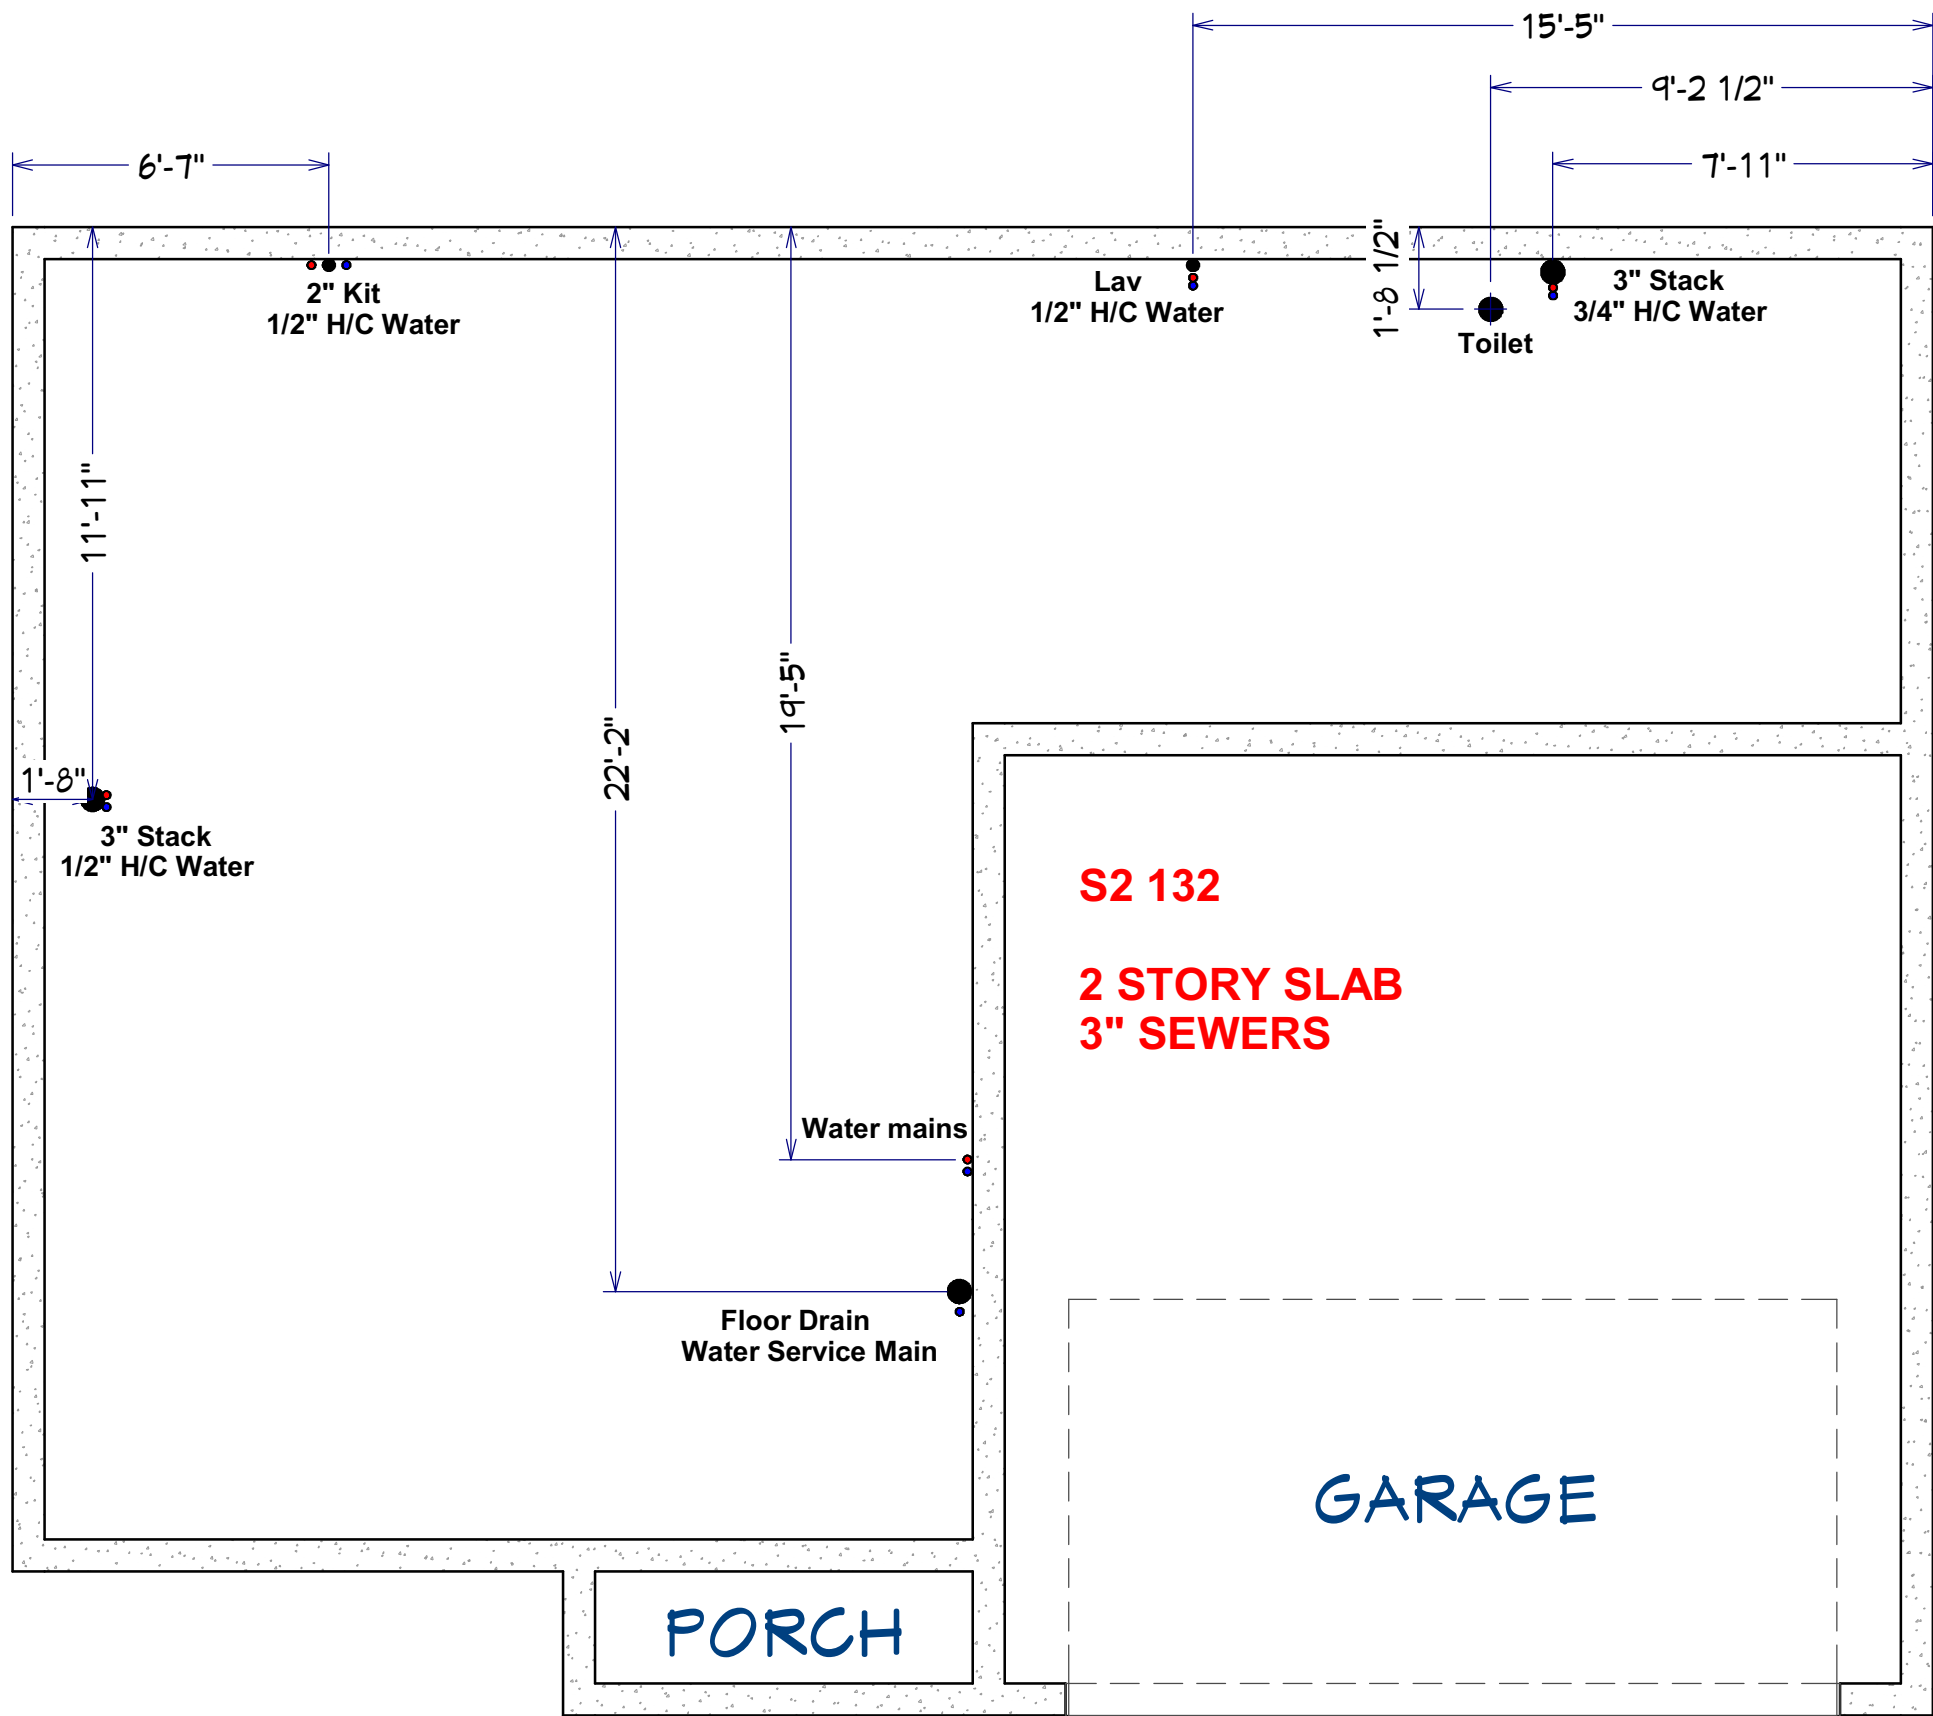 15'-5"
9'-2 1/2"
6'-7"
7'-11"
1'-8 1/2"
2" Kit
1/2" H/C Water
Lav
1/2" H/C Water
3" Stack
3/4" H/C Water
Toilet
11'-11"
19'-5"
22'-2"
1'-8"
3" Stack
1/2" H/C Water
S2 132
2 STORY SLAB
3" SEWERS
Water mains
Floor Drain
Water Service Main
GARAGE
PORCH